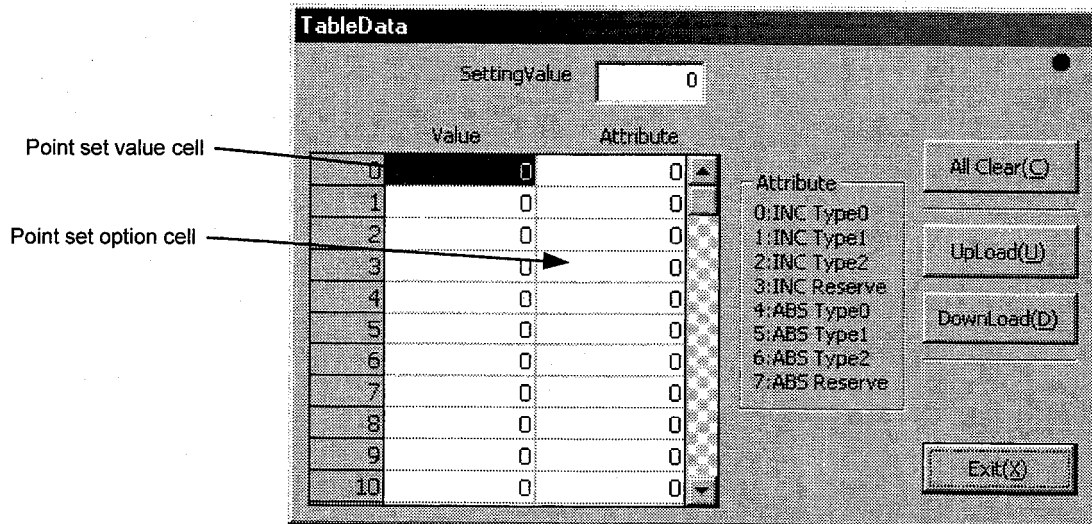 TableData
SettingValue 0
Value Attribute
Point set value cell
0 0 0
1 0 0
Point set option cell
2 0 0
3 0 0
4 0 0
5 0 0
6 0 0
7 0 0
8 0 0
9 0 0
10 0 0
Attribute
0:INC Type0
1:INC Type1
2:INC Type2
3:INC Reserve
4:ABS Type0
5:ABS Type1
6:ABS Type2
7:ABS Reserve
All Clear(C)
UpLoad(U)
DownLoad(D)
Exit(X)